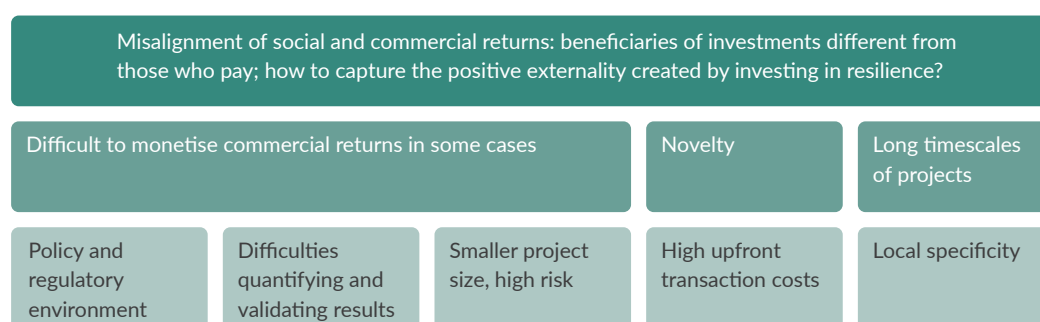 Misalignment of social and commercial returns: beneficiaries of investments different from
those who pay; how to capture the positive externality created by investing in resilience?
Difficult to monetise commercial returns in some cases
Novelty
Long timescales
of projects
Policy and
regulatory
environment
Difficulties
quantifying and
validating results
Smaller project
size, high risk
High upfront
transaction costs
Local specificity